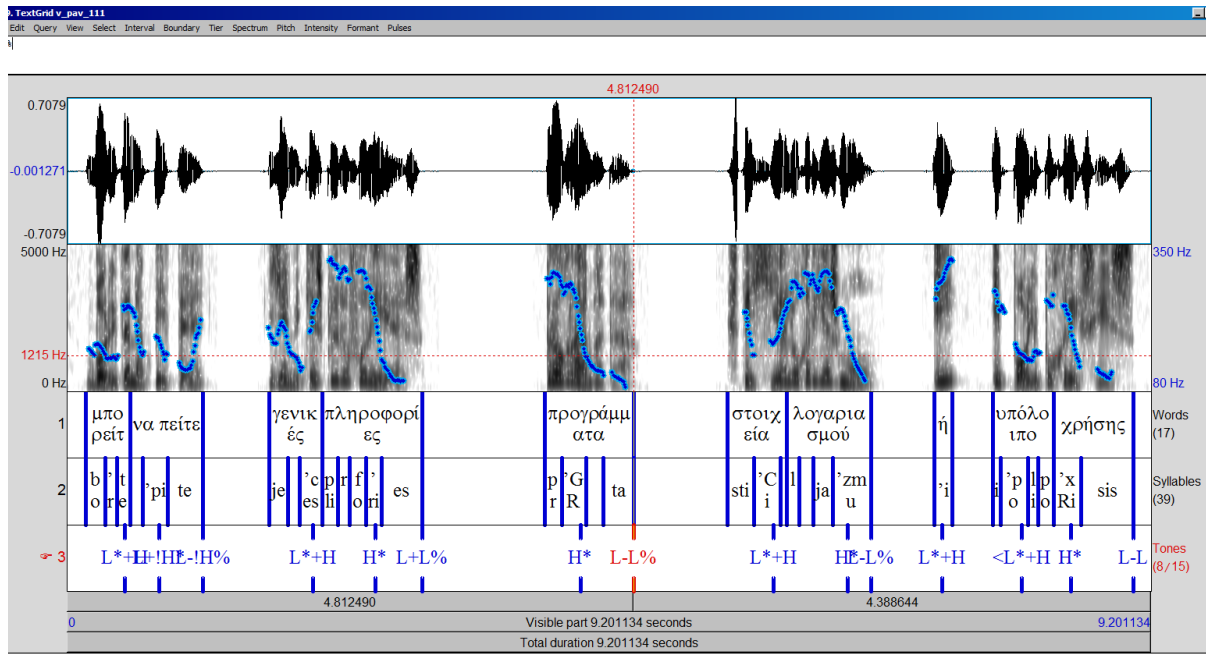 9. TextGrid v_pav_111
Edit Query View Select Interval Boundary Tier Spectrum Pitch Intensity Formant Pulses
4.812490
0.7079
-0.001271
-0.7079
5000 Hz
350 Hz
1215 Hz
0 Hz
80 Hz
1
μπο
ρείτ
να πείτε
γενικ
ές
πληροφορί
ες
προγράμμ
ατα
στοιχ
εία
λογαρια
σμού
ή
υπόλο
ιπο
χρήσης
Words
(17)
2
b
o
'
r
t
e
'pi
te
je
'c
es
p
li
r
f
o
'
ri
es
p
r
'G
R
ta
sti
'C
i
l
ja
'zm
u
'i
i
'p
o
l
i
p
o
'x
Ri
sis
Syllables
(39)
3
L*+H
L+!H*
L-!H%
L*+H
H*
L+L%
H*
L-L%
L*+H
H*
L-L%
L*+H
<L*+H
H*
L-L
Tones
(8/15)
4.812490
4.388644
0
Visible part 9.201134 seconds
9.201134
Total duration 9.201134 seconds